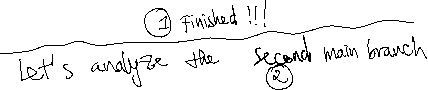 ① Finished!!!
Let's analyze the second main branch
②